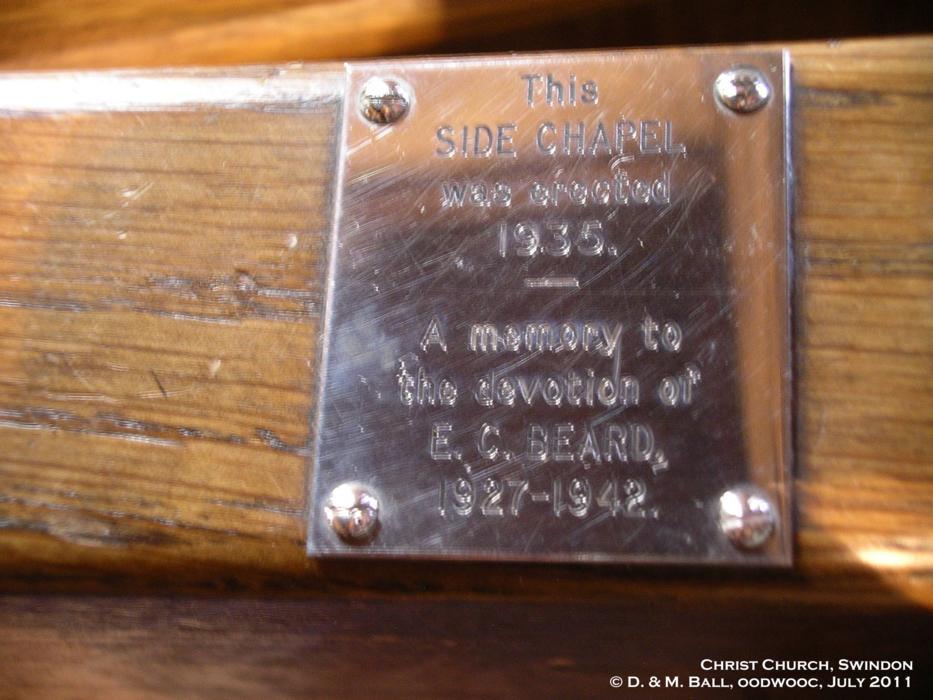 This
SIDE CHAPEL
was erected
1935.
—
A memory to
the devotion of
E. C. BEARD,
1927-1942.
CHRIST CHURCH, SWINDON
© D. & M. BALL, OODWOOC, JULY 2011